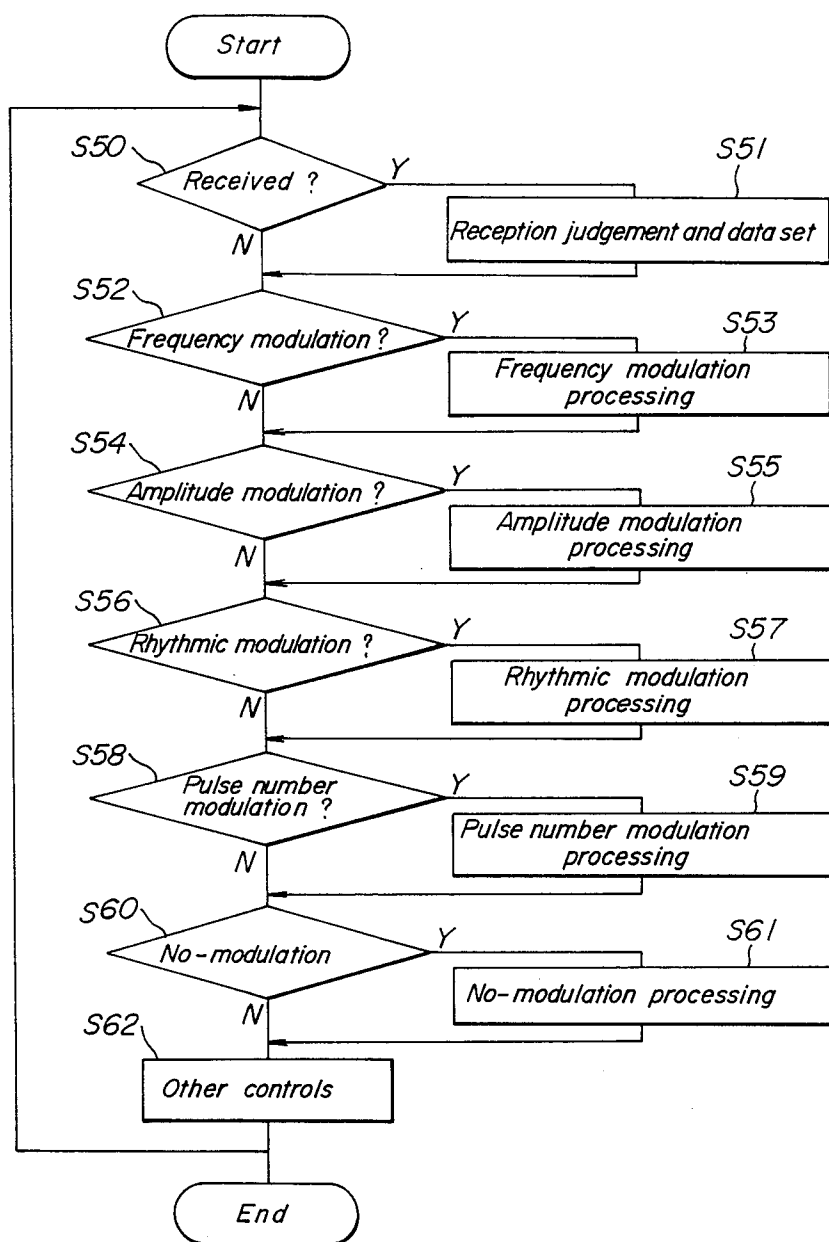 Start
S50
Received ?
Y
S51
Reception judgement and data set
N
S52
Frequency modulation ?
Y
S53
Frequency modulation
processing
N
S54
Amplitude modulation ?
Y
S55
Amplitude modulation
processing
N
S56
Rhythmic modulation ?
Y
S57
Rhythmic modulation
processing
N
S58
Pulse number
modulation ?
Y
S59
Pulse number modulation
processing
N
S60
No-modulation
Y
S61
No-modulation processing
N
S62
Other controls
End